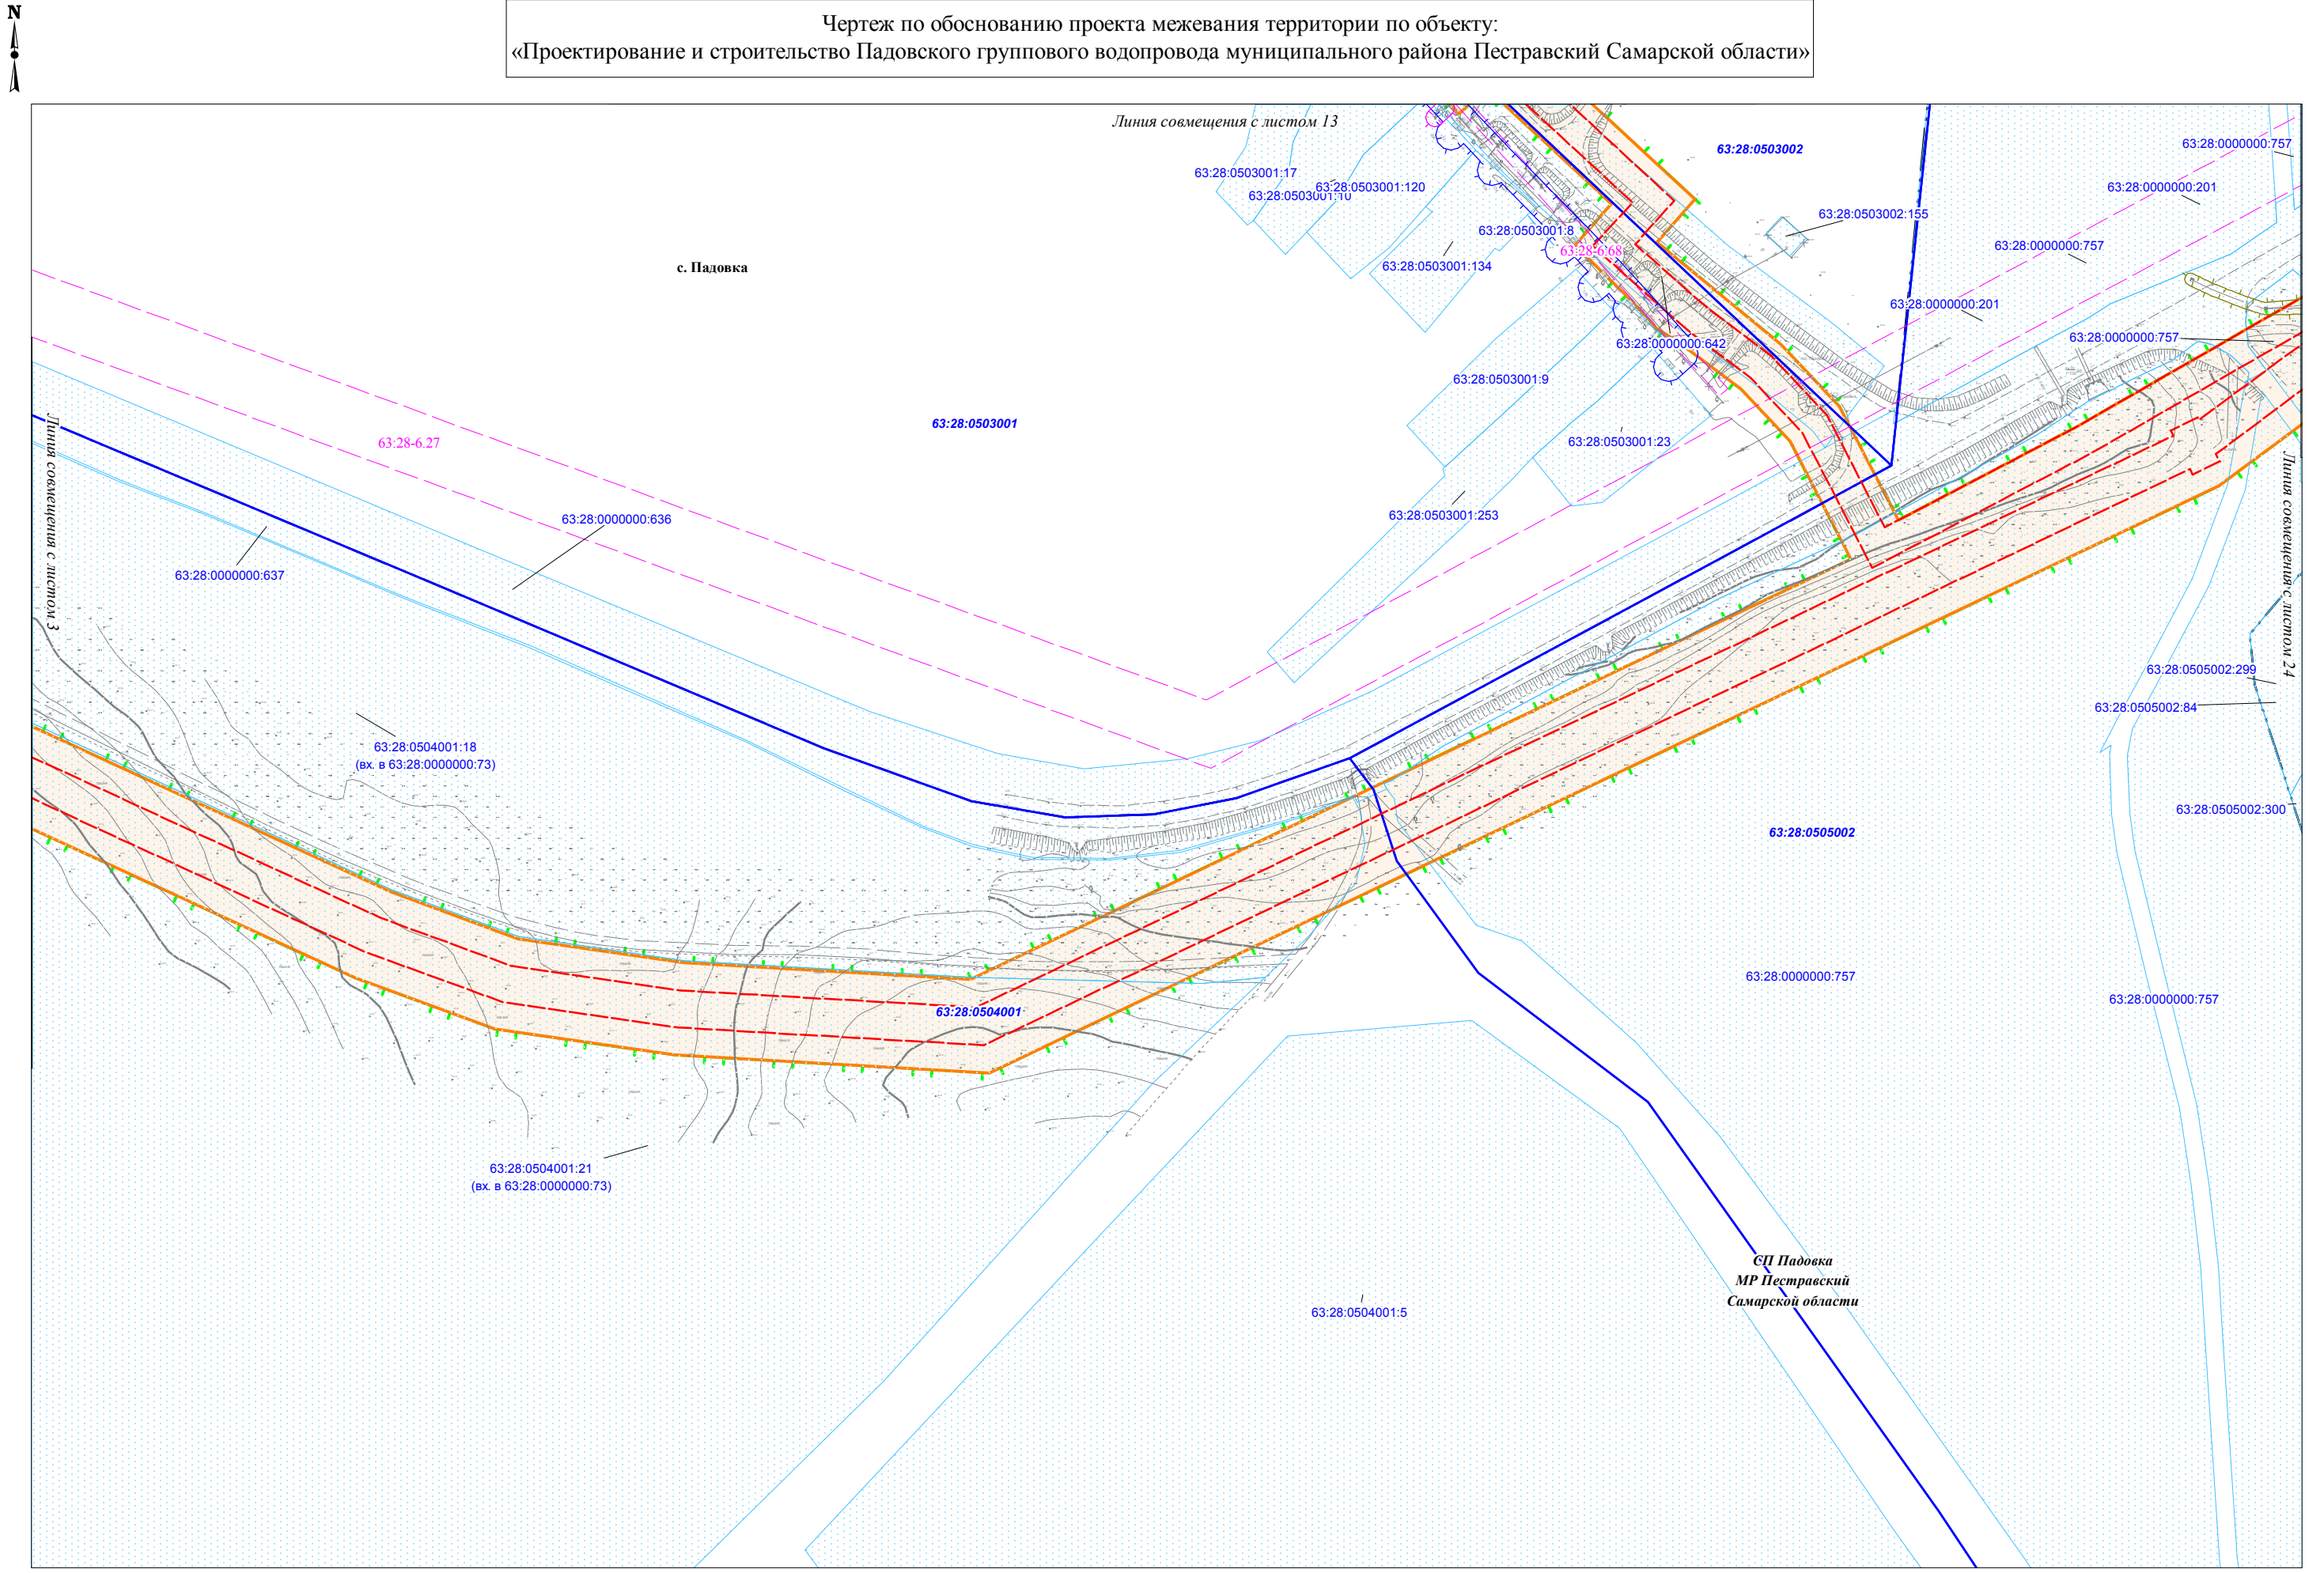 N
Чертеж по обоснованию проекта межевания территории по объекту:
«Проектирование и строительство Падовского группового водопровода муниципального района Пестравский Самарской области»
Линия совмещения с листом 13
63:28:0503002
63:28:0000000:757
63:28:0503001:17
63:28:0503001:120
63:28:0503001:10
63:28:0000000:201
63:28:0503002:155
63:28:0503001:8
63:28-6.68
63:28:0000000:757
с. Падовка
63:28:0503001:134
63:28:0000000:201
63:28:0000000:642
63:28:0000000:757
63:28:0503001:9
63:28:0503001
63:28-6.27
63:28:0503001:23
Линия совмещения с листом 3
Линия совмещения с листом 24
63:28:0503001:253
63:28:0000000:636
63:28:0000000:637
63:28:0505002:299
63:28:0505002:84
63:28:0504001:18
(вх. в 63:28:0000000:73)
63:28:0505002:300
63:28:0505002
63:28:0000000:757
63:28:0000000:757
63:28:0504001
63:28:0504001:21
(вх. в 63:28:0000000:73)
СП Падовка
МР Пестравский
Самарской области
63:28:0504001:5